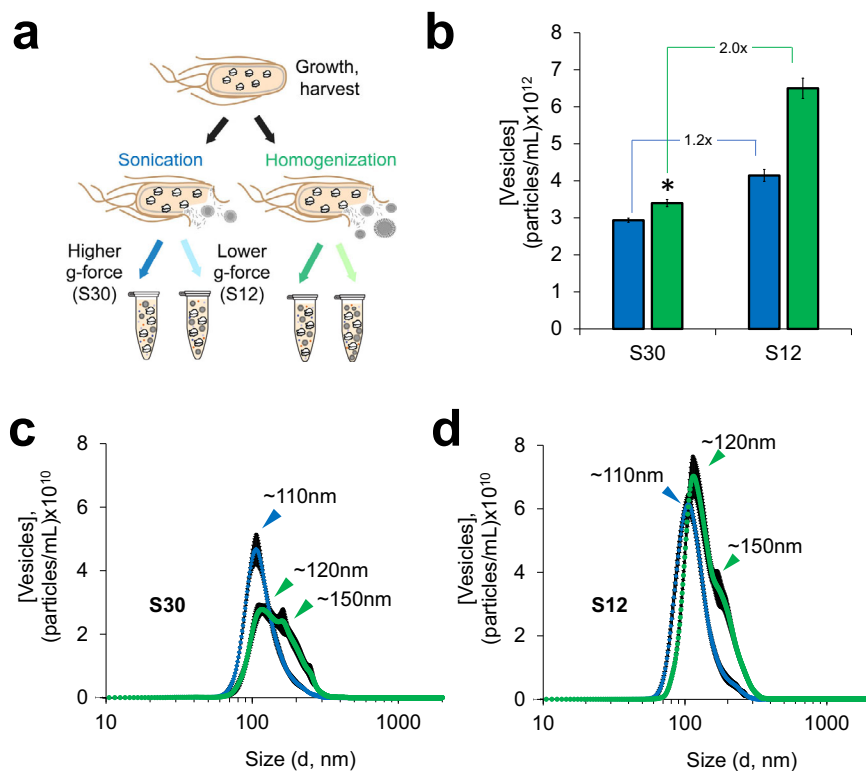 a
Growth,
harvest
Sonication
Homogenization
Higher
g-force
(S30)
Lower
g-force
(S12)
b
[Vesicles]
(particles/mL)x10¹²
8
7
6
5
4
3
2
1
0
2.0x
1.2x
*
S30
S12
c
[Vesicles],
(particles/mL)x10¹⁰
8
6
4
2
0
~110nm
~120nm
~150nm
S30
10
100
1000
Size (d, nm)
d
[Vesicles],
(particles/mL)x10¹⁰
8
6
4
2
0
~120nm
~110nm
~150nm
S12
10
100
1000
Size (d, nm)